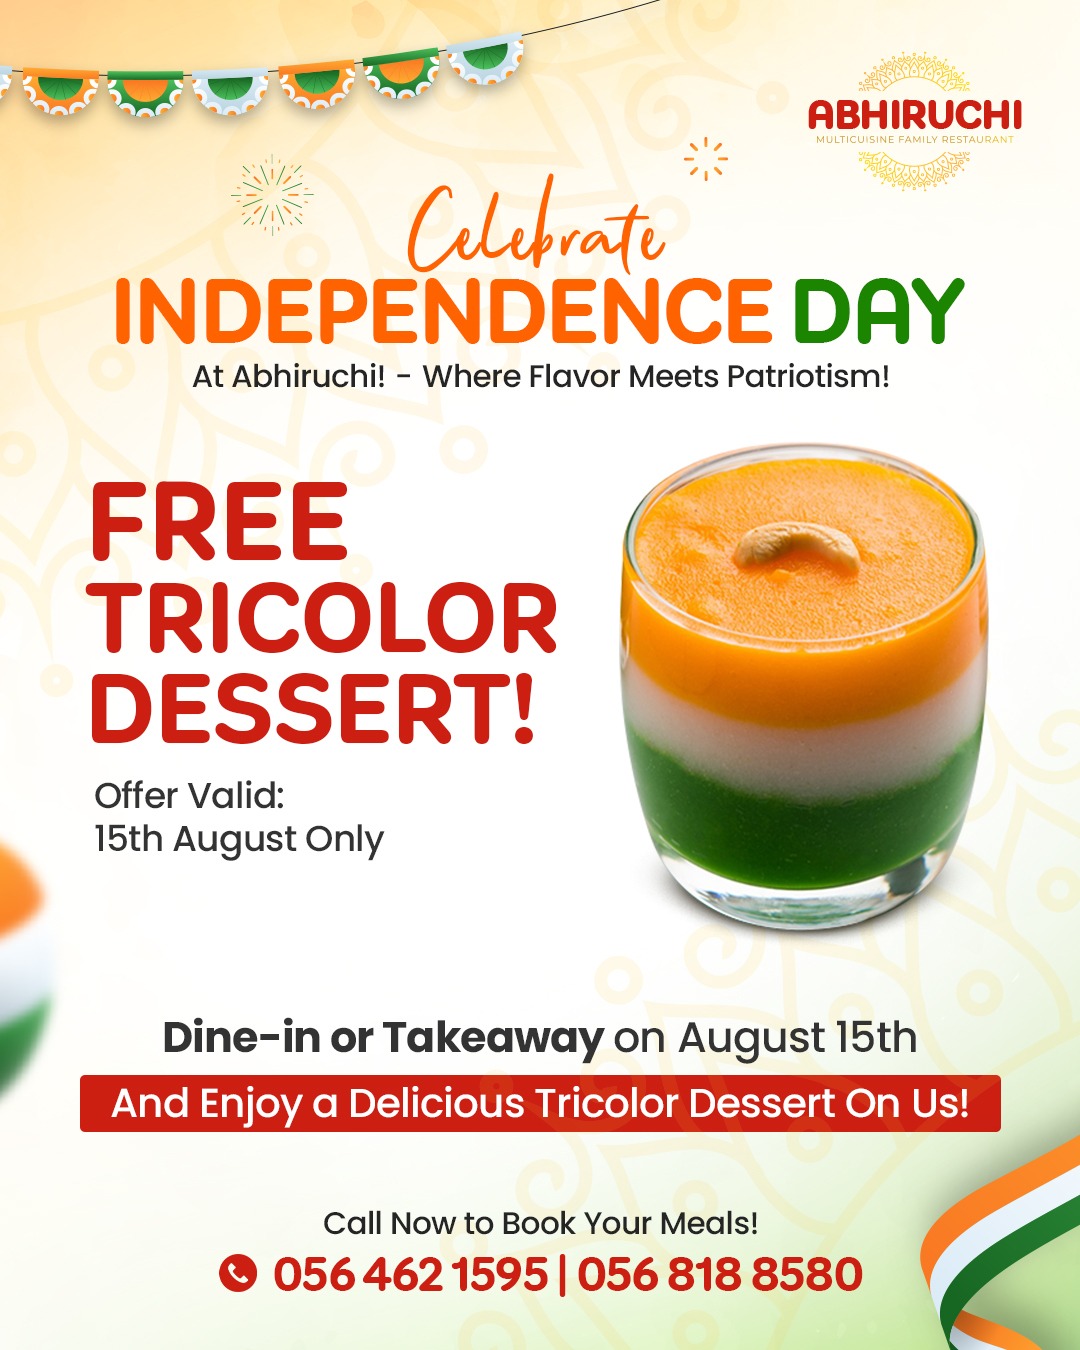 ABHIRUCHI
MULTICUISINE FAMILY RESTAURANT
Celebrate
INDEPENDENCE DAY
At Abhiruchi! - Where Flavor Meets Patriotism!
FREE
TRICOLOR
DESSERT!
Offer Valid:
15th August Only
Dine-in or Takeaway on August 15th
And Enjoy a Delicious Tricolor Dessert On Us!
Call Now to Book Your Meals!
056 462 1595 | 056 818 8580